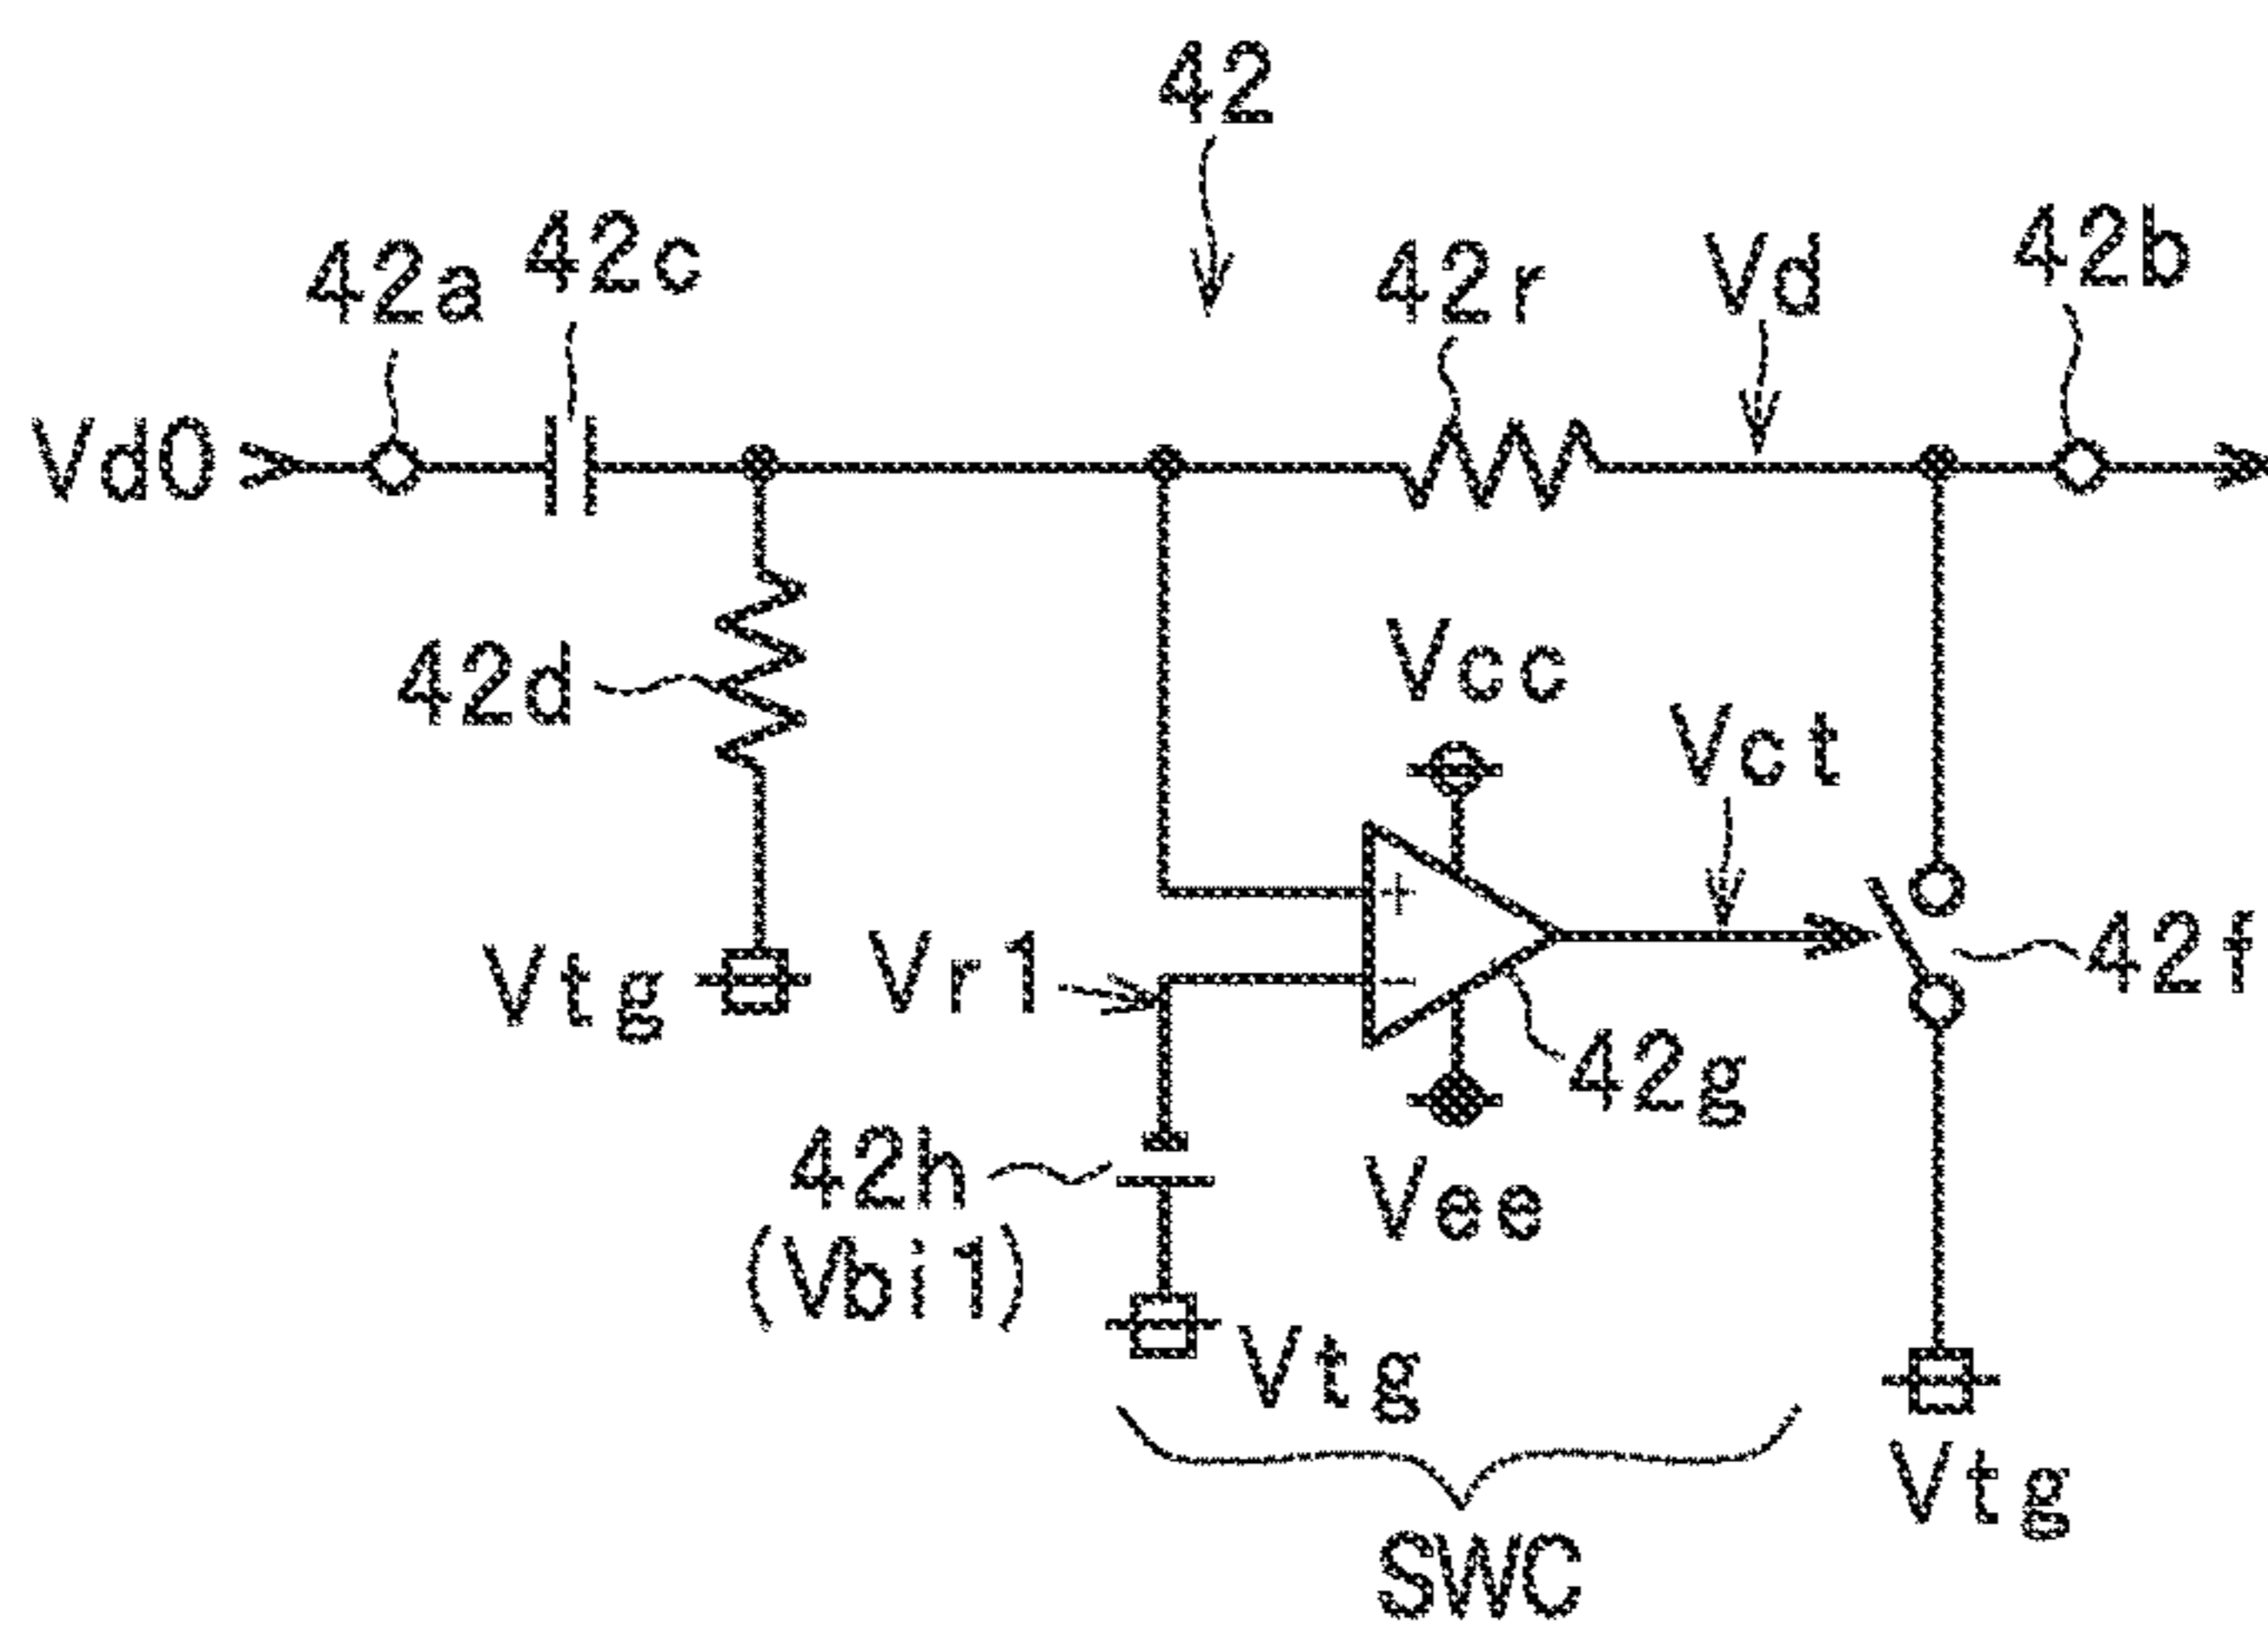 42
42a
42c
42r
Vd
42b
Vd0
42d
Vcc
Vct
+
Vtg
Vr1
−
42f
42g
42h
(Vbi1)
Vee
Vtg
Vtg
SWC